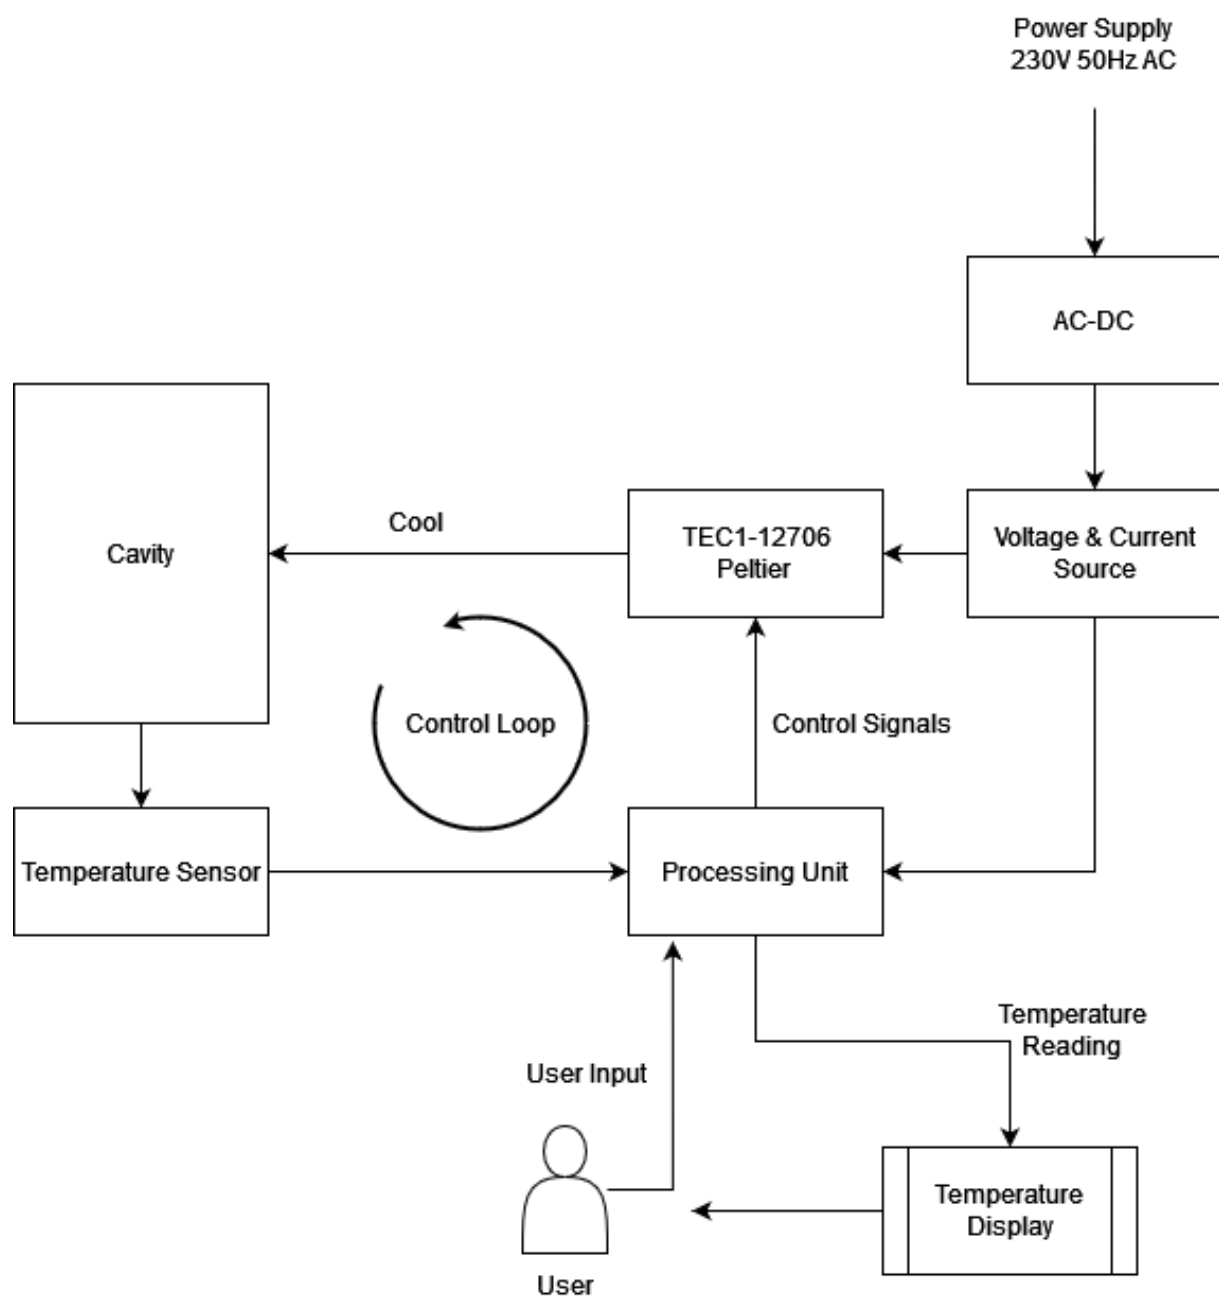 Power Supply
230V 50Hz AC
AC-DC
Cavity
Cool
TEC1-12706
Peltier
Voltage & Current
Source
Control Loop
Control Signals
Temperature Sensor
Processing Unit
Temperature
Reading
User Input
Temperature
Display
User